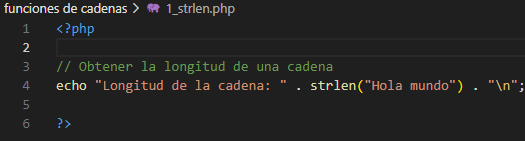 funciones de cadenas > 1_strlen.php
1 <?php
2
3 // Obtener la longitud de una cadena
4 echo "Longitud de la cadena: " . strlen("Hola mundo") . "\n";
5
6 ?>